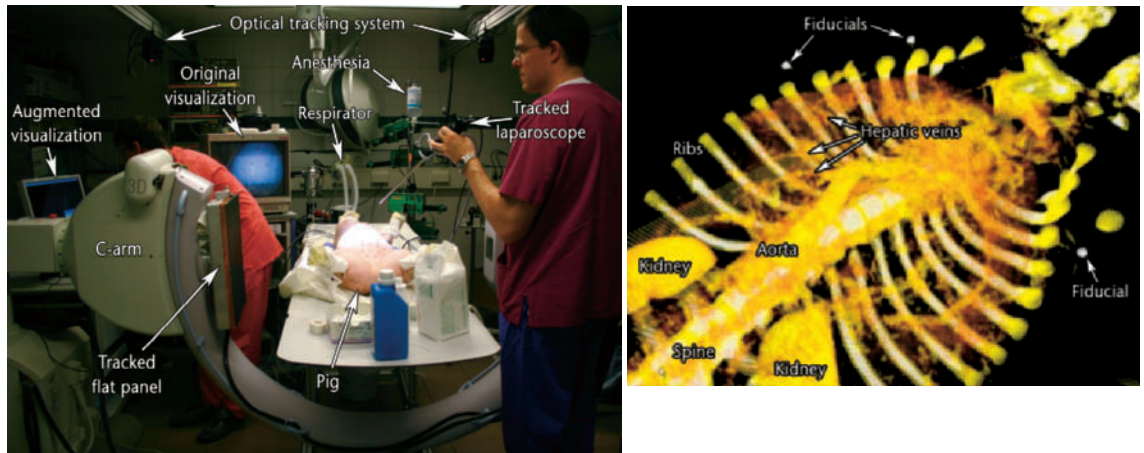 Optical tracking system
Anesthesia
Original
visualization
Respirator
Augmented
visualization
Tracked
laparoscope
3D
C-arm
Tracked
flat panel
Pig
Fiducials
Hepatic veins
Ribs
Aorta
Kidney
Fiducial
Spine
Kidney